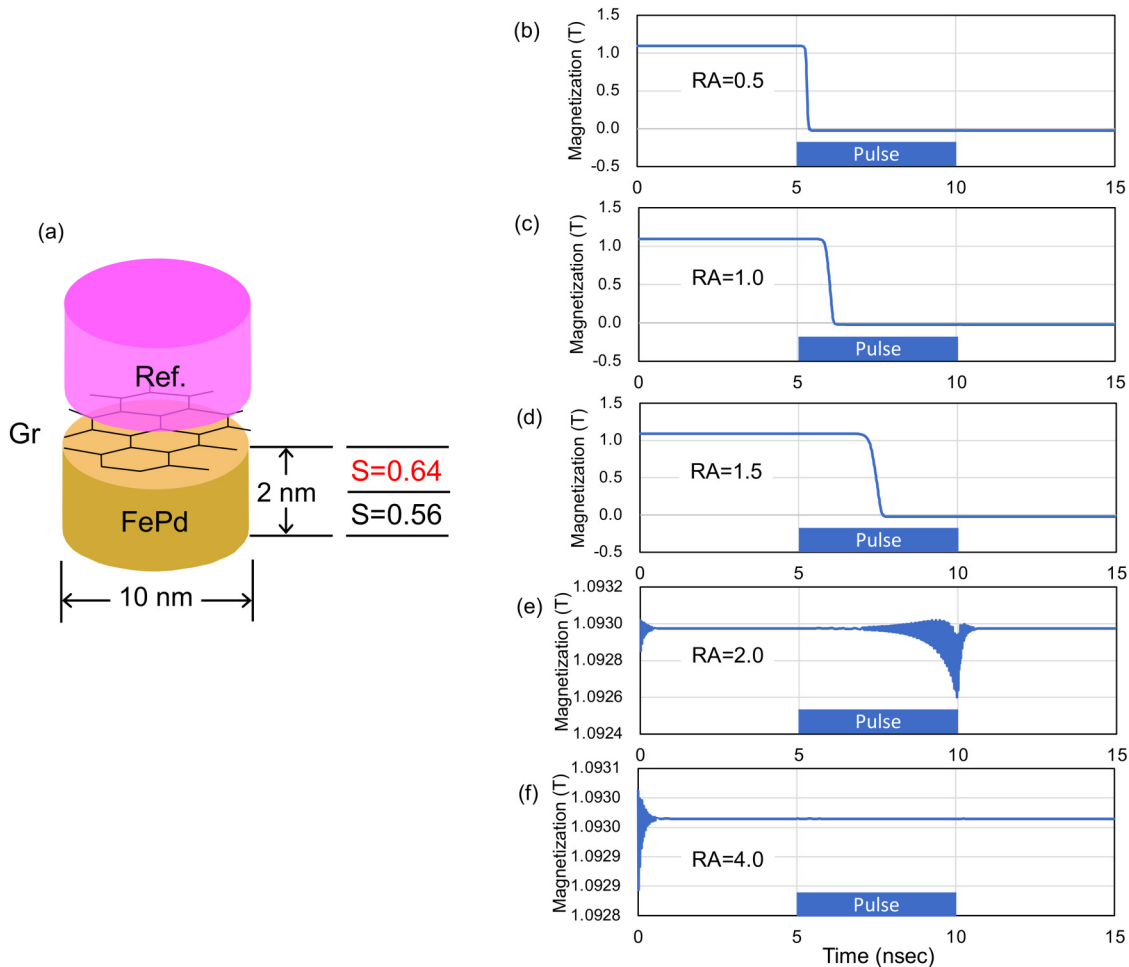 (a)
Ref.
Gr
FePd
2 nm
S=0.64
S=0.56
10 nm
(b)
Magnetization (T)
1.5
1.0
0.5
0.0
-0.5
RA=0.5
Pulse
0 5 10 15
(c)
Magnetization (T)
1.5
1.0
0.5
0.0
-0.5
RA=1.0
Pulse
0 5 10 15
(d)
Magnetization (T)
1.5
1.0
0.5
0.0
-0.5
RA=1.5
Pulse
0 5 10 15
(e)
Magnetization (T)
1.0932
1.0930
1.0928
1.0926
1.0924
RA=2.0
Pulse
0 5 10 15
(f)
Magnetization (T)
1.0931
1.0930
1.0930
1.0929
1.0929
1.0928
RA=4.0
Pulse
0 5 10 15
Time (nsec)